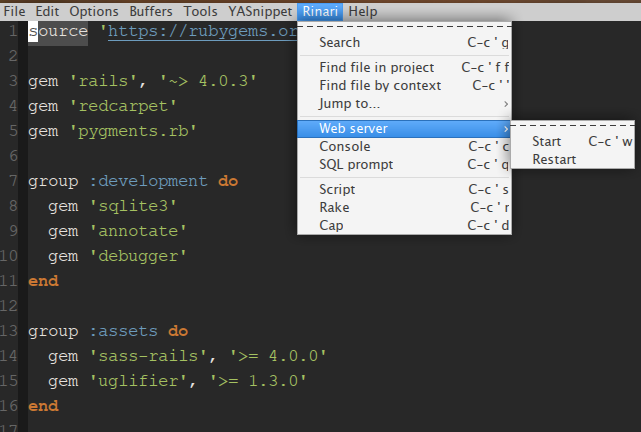 File Edit Options Buffers Tools YASnippet Rinari Help
1 source 'https://rubygems.or
2
3 gem 'rails', '~> 4.0.3'
4 gem 'redcarpet'
5 gem 'pygments.rb'
6
7 group :development do
8 gem 'sqlite3'
9 gem 'annotate'
10 gem 'debugger'
11 end
12
13 group :assets do
14 gem 'sass-rails', '>= 4.0.0'
15 gem 'uglifier', '>= 1.3.0'
16 end
17
Search C-c ' g
Find file in project C-c ' f f
Find file by context C-c ' '
Jump to... ›
Web server ›
Console C-c ' c
SQL prompt C-c ' q
Script C-c ' s
Rake C-c ' r
Cap C-c ' d
Start C-c ' w
Restart